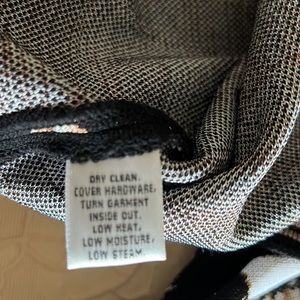 DRY CLEAN.
COVER HARDWARE,
TURN GARMENT
INSIDE OUT.
LOW HEAT.
LOW MOISTURE,
LOW STEAM.